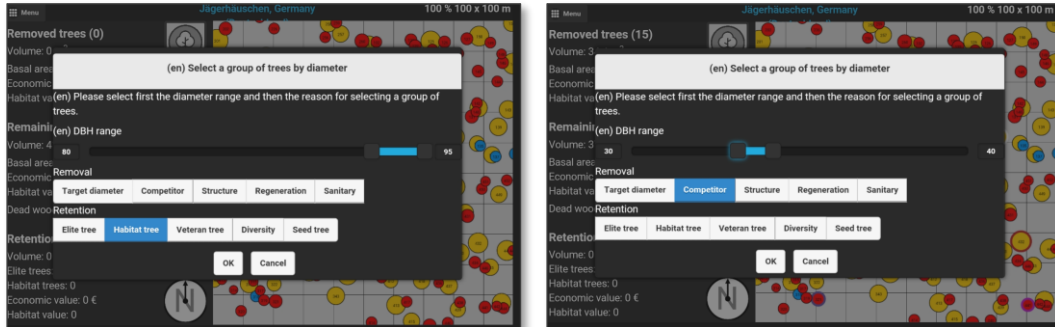 Menu
Jägerhäuschen, Germany
100 % 100 x 100 m
Removed trees (0)
Volume: 0
Basal area
Economic
Habitat va
(en) Select a group of trees by diameter
(en) Please select first the diameter range and then the reason for selecting a group of
trees.
Remaini
(en) DBH range
Volume: 4
80
95
Basal area
Removal
Economic
Target diameter Competitor Structure Regeneration Sanitary
Habitat va
Dead woo
Retention
Elite tree Habitat tree Veteran tree Diversity Seed tree
Retentio
Volume: 0
OK Cancel
Elite trees
Habitat trees: 0
Economic value: 0 €
Habitat value: 0
N
Menu
Jägerhäuschen, Germany
100 % 100 x 100 m
Removed trees (15)
Volume: 3
Basal area
Economic
Habitat va
(en) Select a group of trees by diameter
(en) Please select first the diameter range and then the reason for selecting a group of
trees.
Remaini
(en) DBH range
Volume: 3
30
40
Basal area
Removal
Economic
Target diameter Competitor Structure Regeneration Sanitary
Habitat va
Dead woo
Retention
Elite tree Habitat tree Veteran tree Diversity Seed tree
Retentio
Volume: 0
OK Cancel
Elite trees
Habitat trees: 0
Economic value: 0 €
Habitat value: 0
N